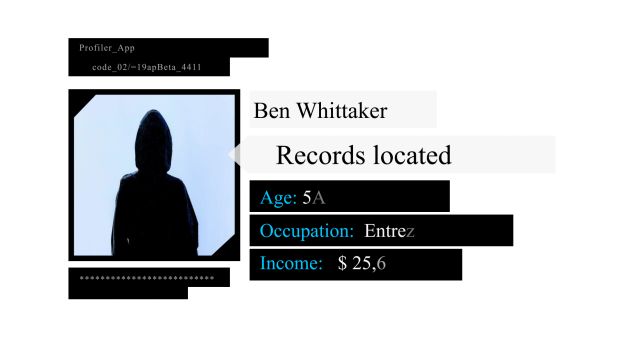 Profiler_App
code_02/=19apBeta_4411
Ben Whittaker
Records located
Age: 5A
Occupation: Entrez
Income: $ 25,6
**************************